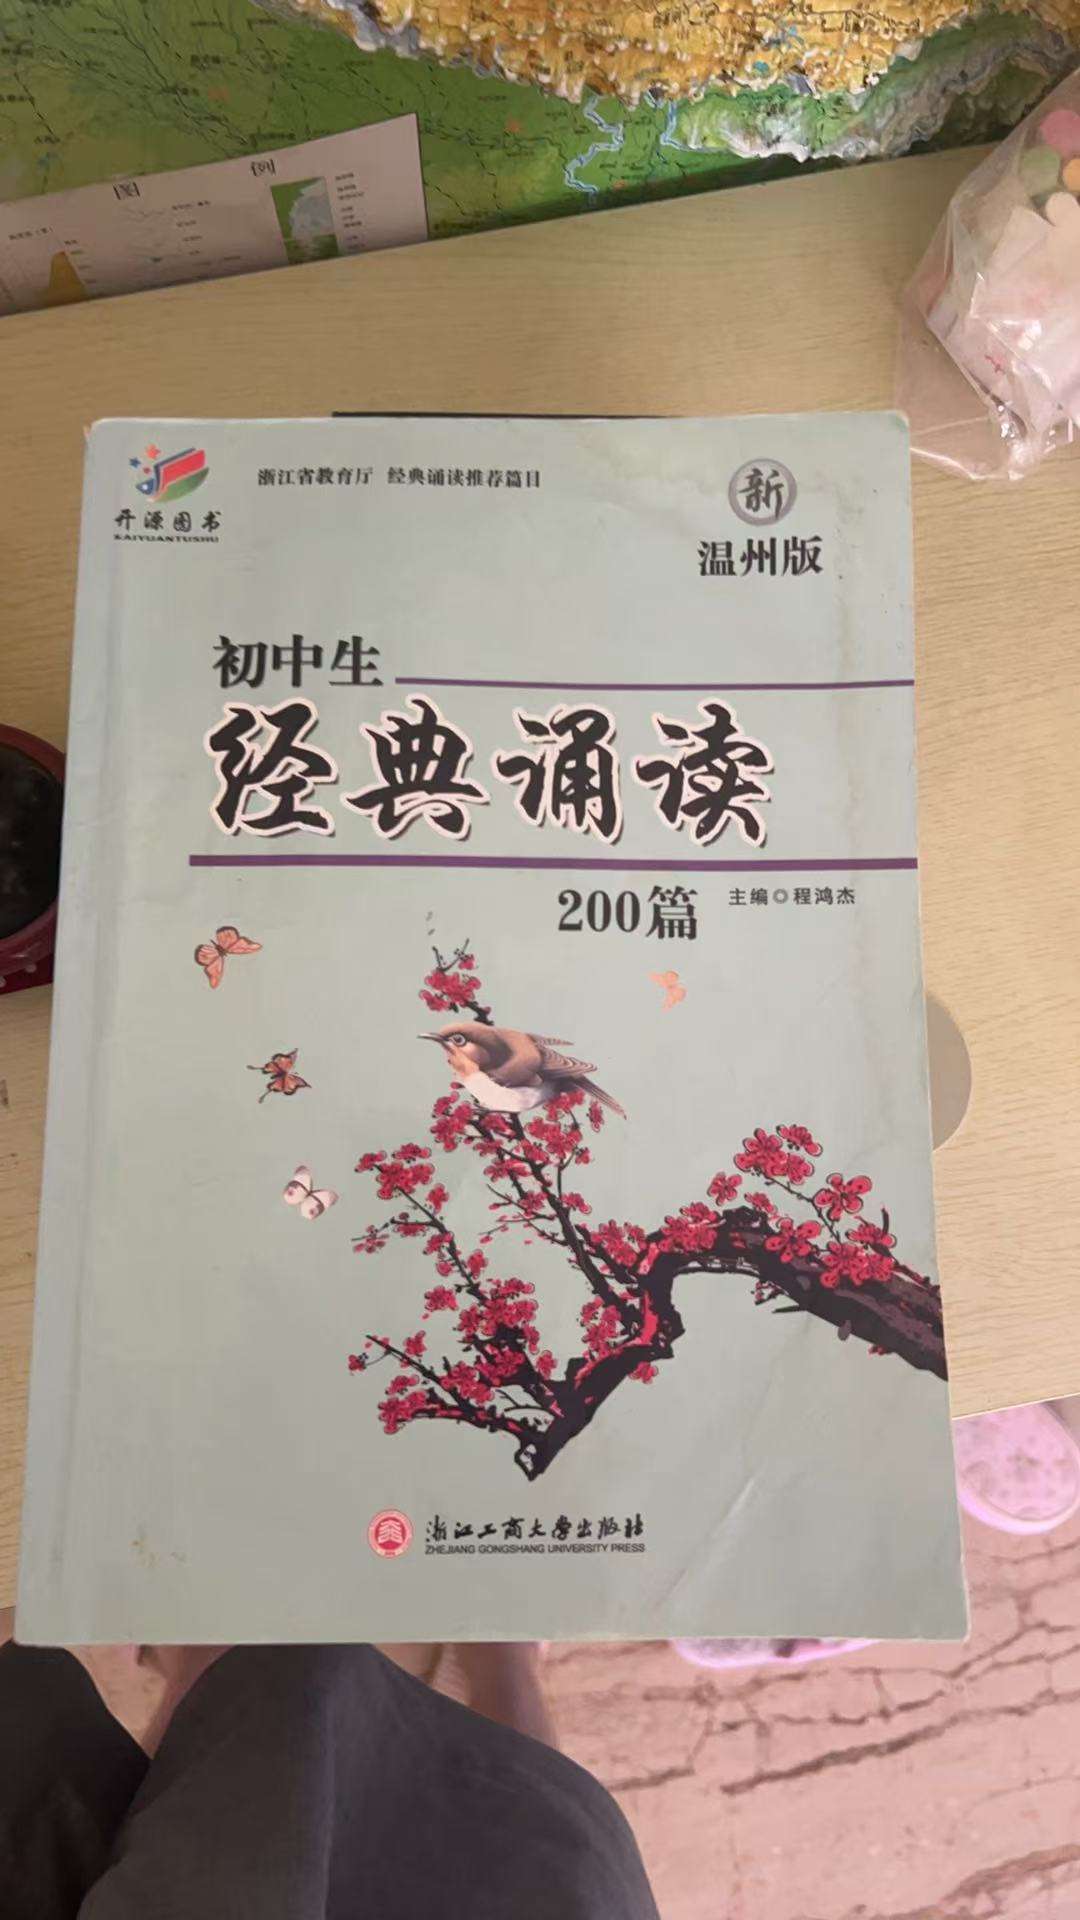 图 例
开源图书
KAIYUANTUSHU
浙江省教育厅 经典诵读推荐篇目
新
温州版
初中生
经典诵读
200篇
主编◎程鸿杰
浙江工商大学出版社
ZHEJIANG GONGSHANG UNIVERSITY PRESS